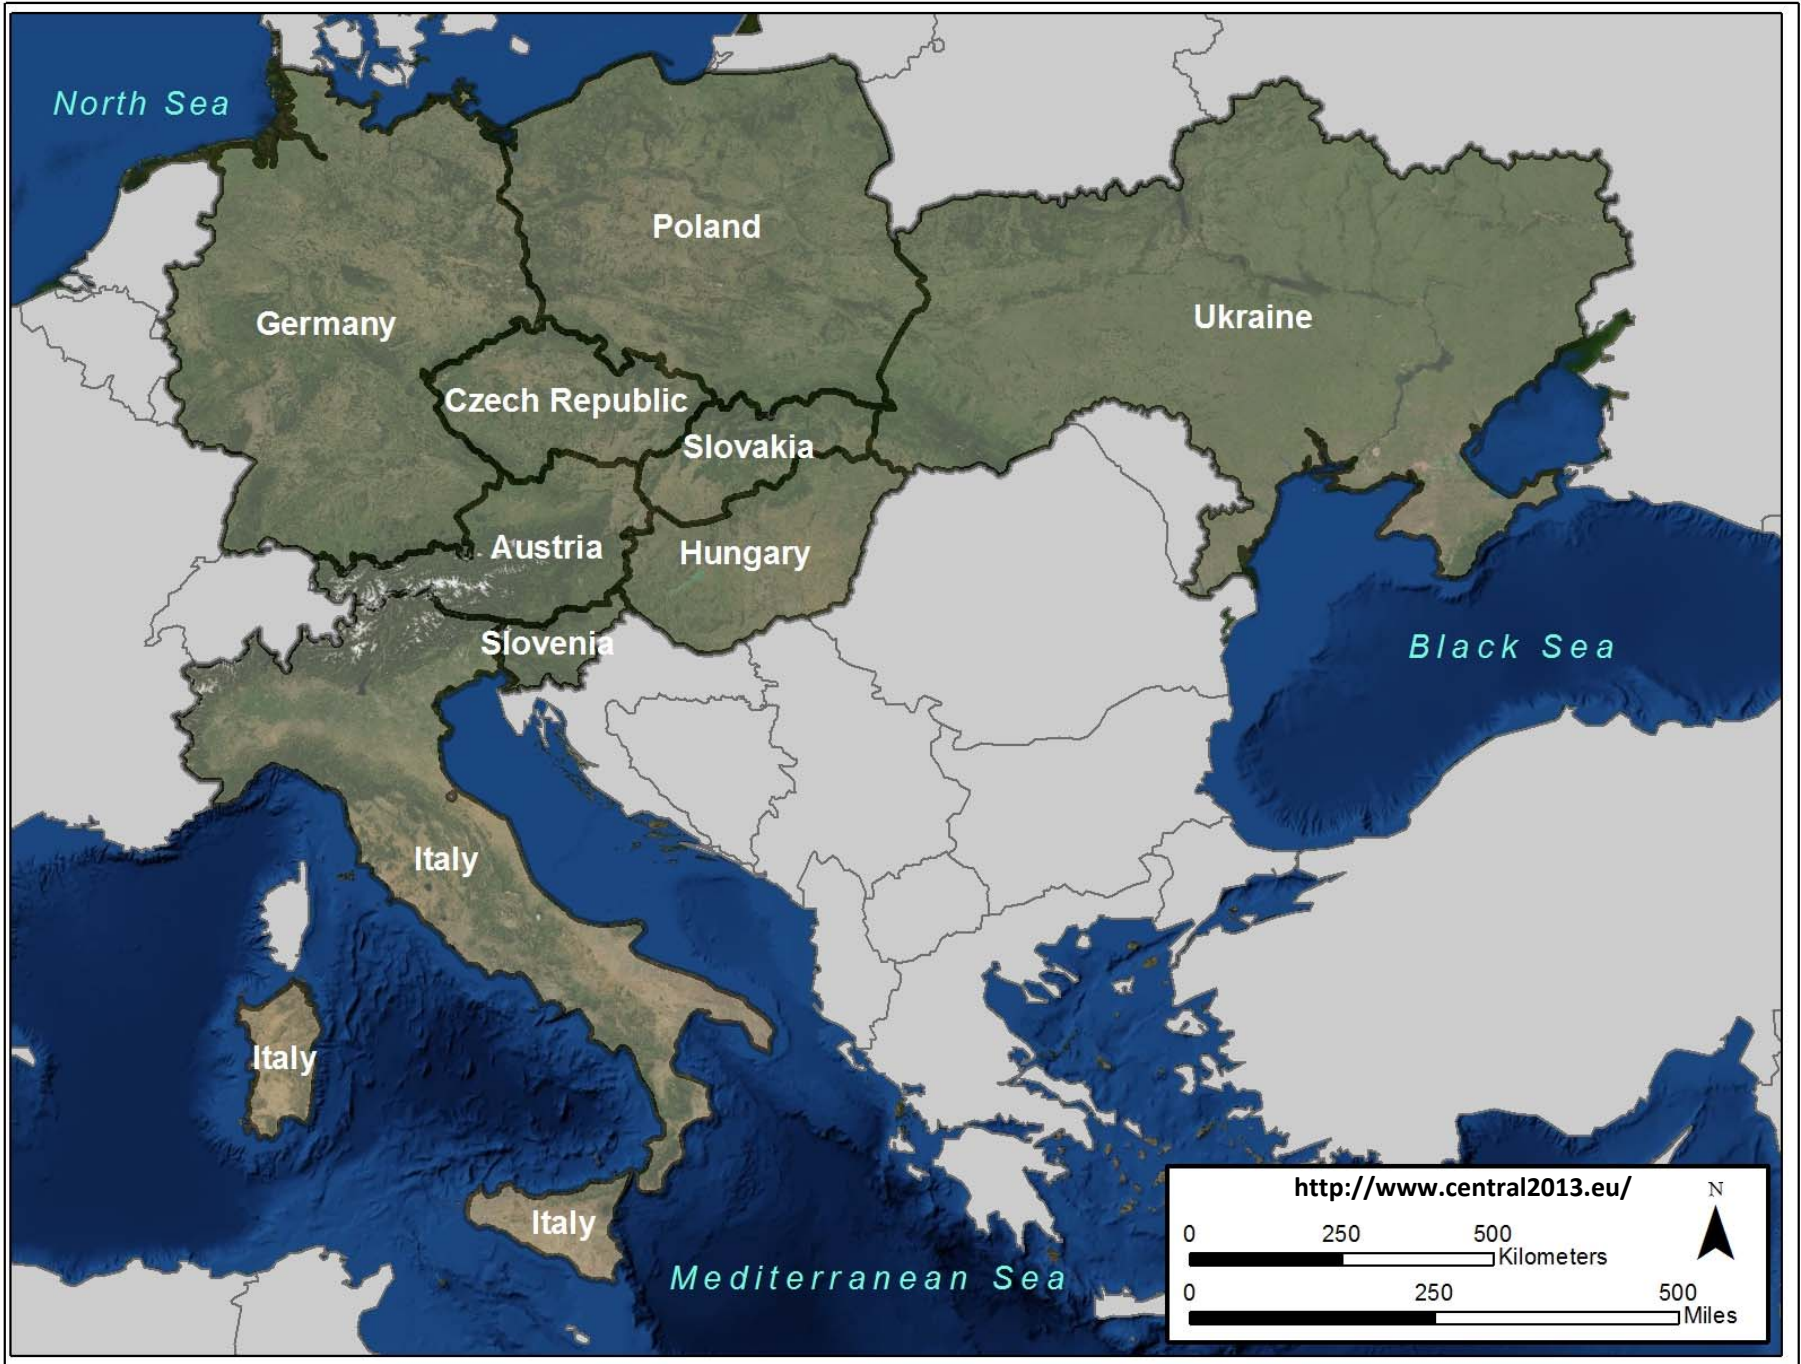 North Sea
Poland
Ukraine
Germany
Czech Republic
Slovakia
Austria
Hungary
Slovenia
Black Sea
Italy
Italy
Italy
Mediterranean Sea
http://www.central2013.eu/
N
0 250 500
Kilometers
0 250 500
Miles